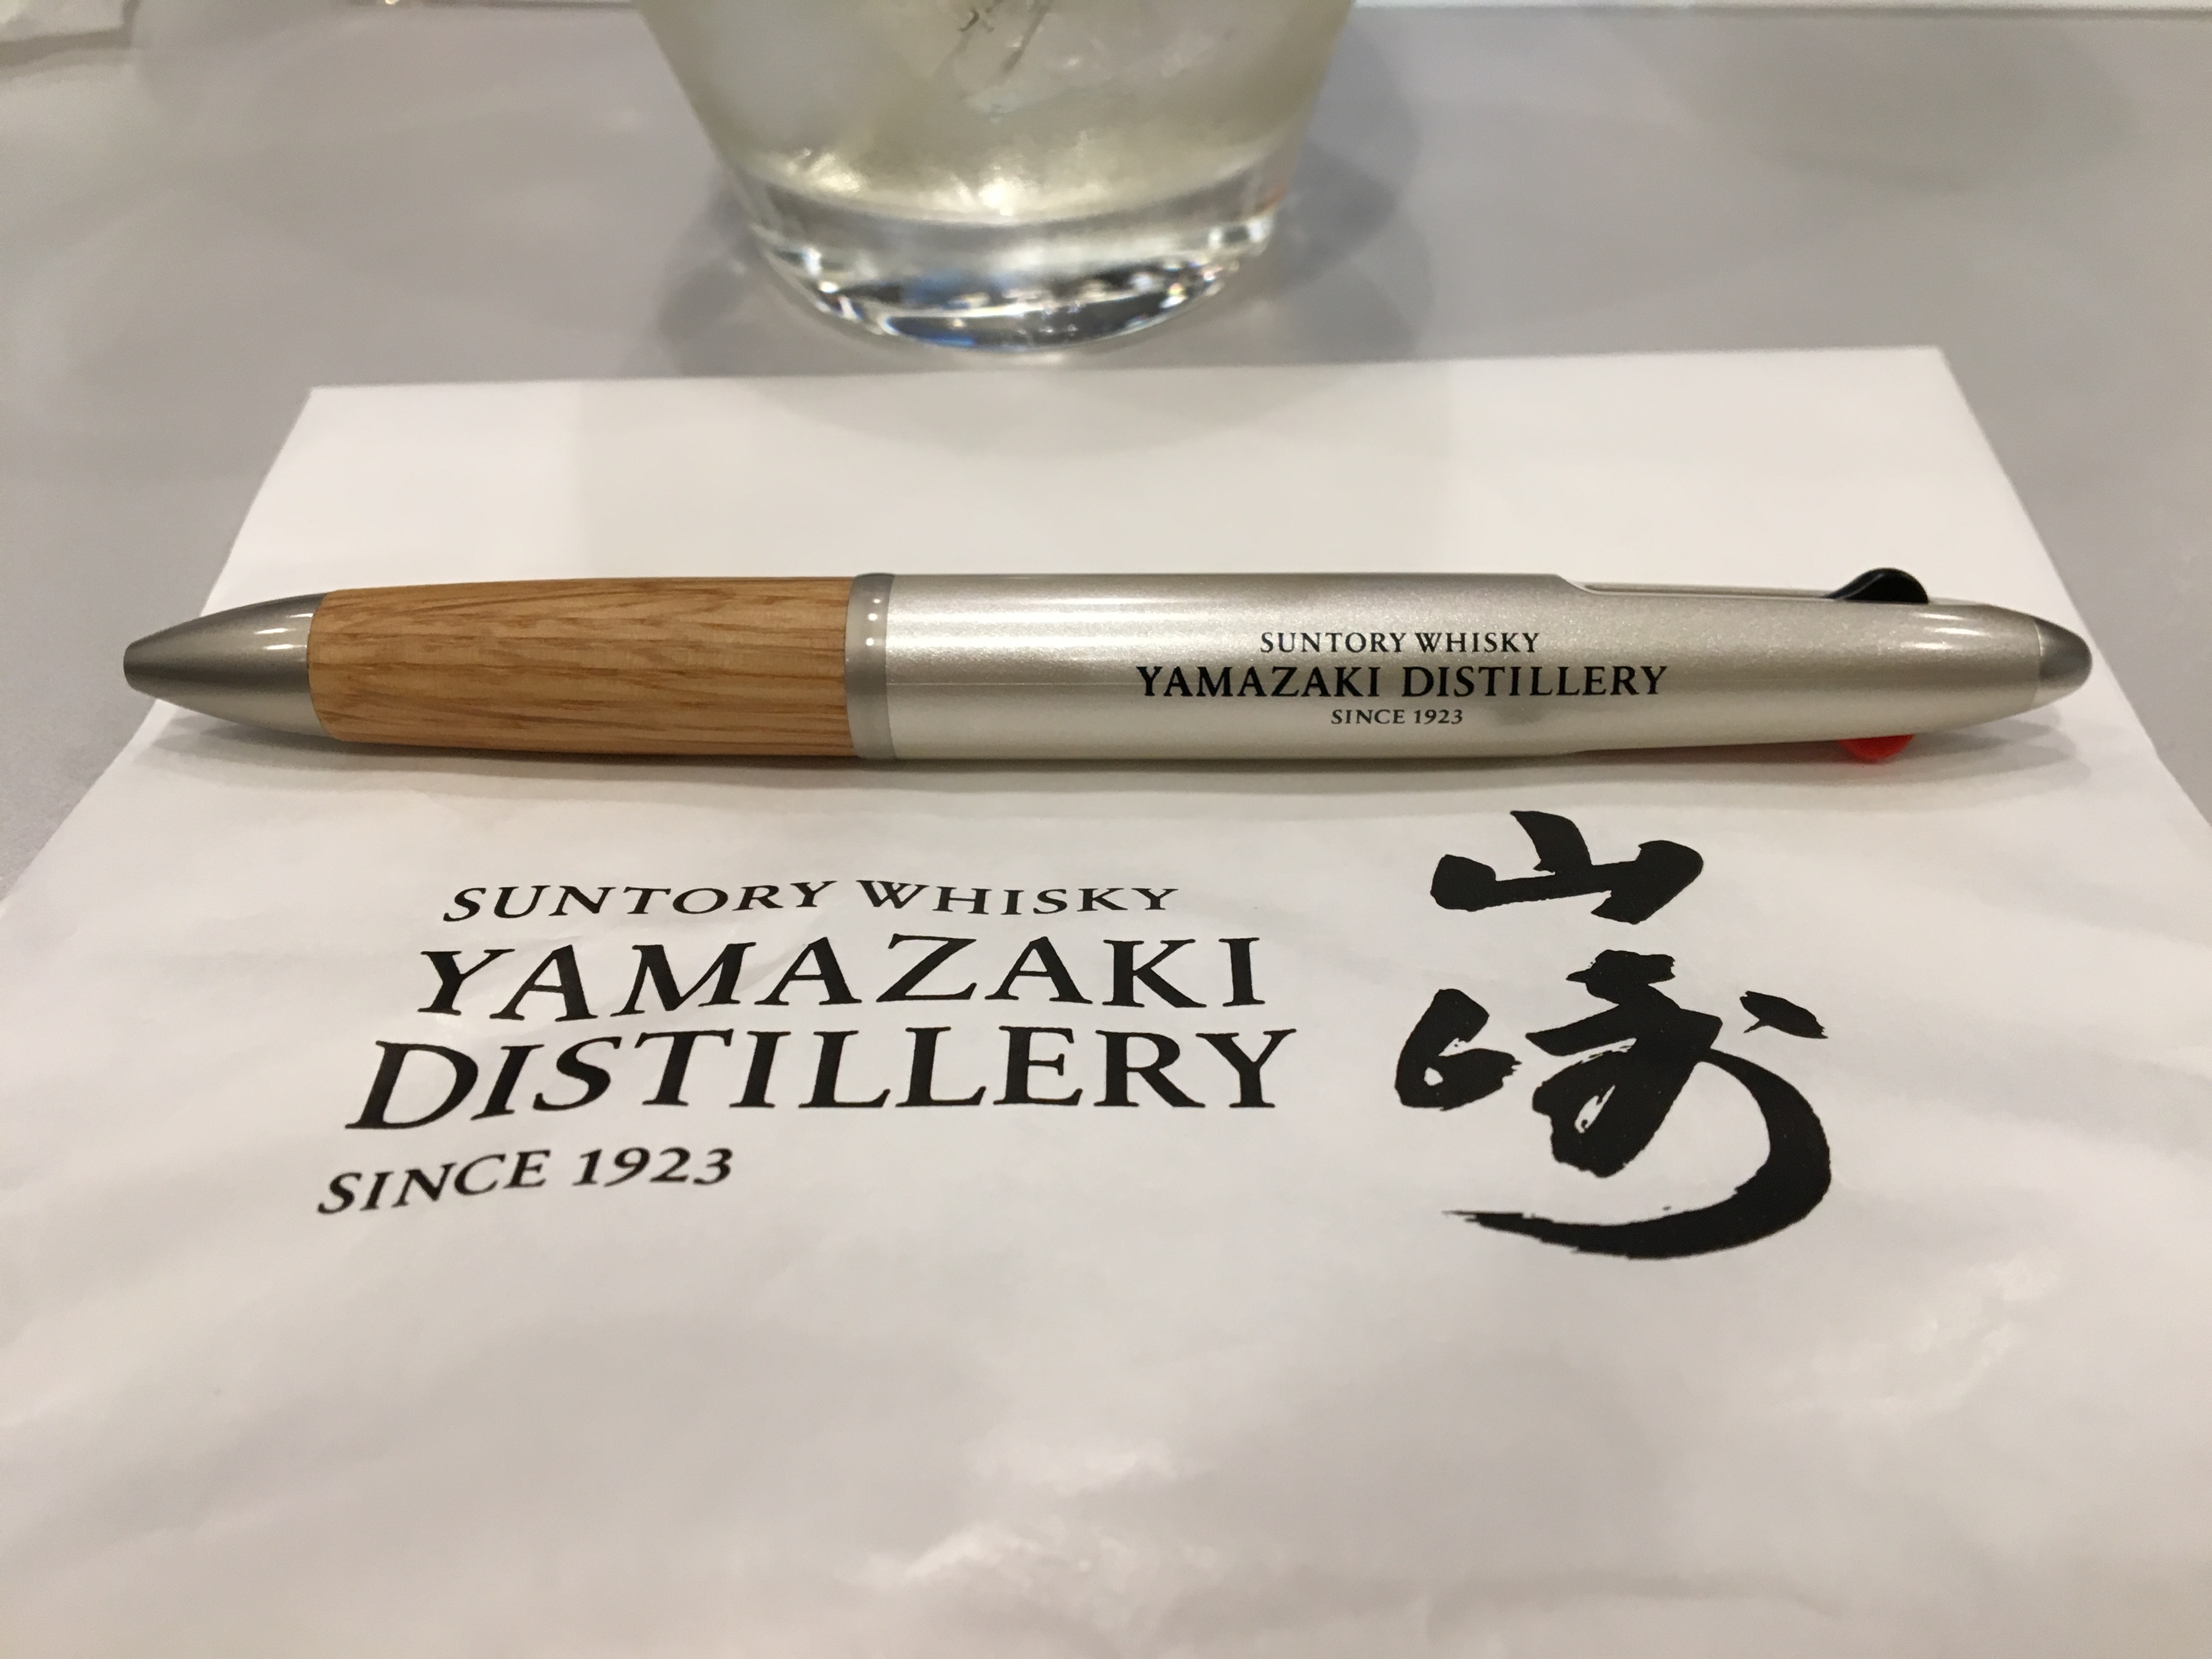 SUNTORY WHISKY
YAMAZAKI DISTILLERY
SINCE 1923
SUNTORY WHISKY
YAMAZAKI
DISTILLERY
SINCE 1923
山
崎